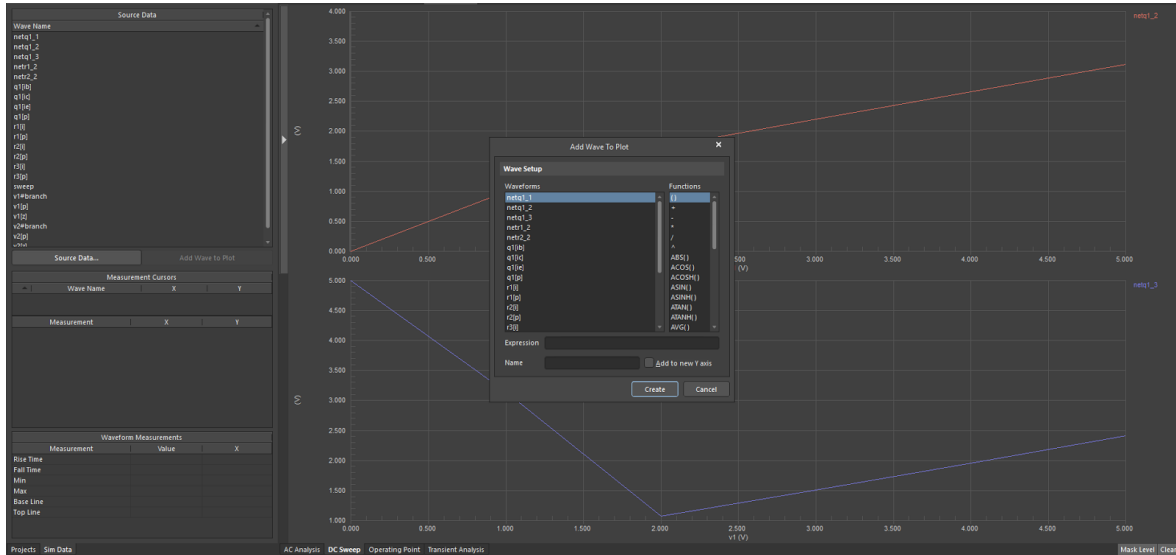 Source Data
Wave Name
netq1_1
netq1_2
netq1_3
netr1_2
netr2_2
q1[ib]
q1[ic]
q1[ie]
q1[p]
r1[i]
r1[p]
r2[i]
r2[p]
r3[i]
r3[p]
sweep
v1#branch
v1[p]
v1[z]
v2#branch
v2[p]
Source Data... Add Wave to Plot
Measurement Cursors
Wave Name X Y
Measurement X Y
Waveform Measurements
Measurement Value X
Rise Time
Fall Time
Min
Max
Base Line
Top Line
Projects Sim Data
4.000
3.500
3.000
2.500
2.000
1.500
1.000
0.500
0.000
(V)
netq1_2
0.000 0.500 2.500 3.000 3.500 4.000 4.500 5.000
(V)
5.000
4.500
4.000
3.500
3.000
2.500
2.000
1.500
1.000
(V)
netq1_3
0.000 0.500 1.000 1.500 2.000 2.500 3.000 3.500 4.000 4.500 5.000
v1 (V)
Add Wave To Plot ×
Wave Setup
Waveforms
netq1_1
netq1_2
netq1_3
netr1_2
netr2_2
q1[ib]
q1[ic]
q1[ie]
q1[p]
r1[i]
r1[p]
r2[i]
r2[p]
r3[i]
Functions
( )
+
-
*
/
^
ABS( )
ACOS( )
ACOSH( )
ASIN( )
ASINH( )
ATAN( )
ATANH( )
AVG( )
Expression
Name Add to new Y axis
Create Cancel
AC Analysis DC Sweep Operating Point Transient Analysis
Mask Level